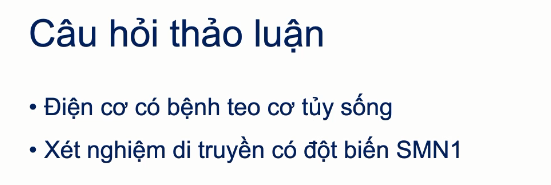 Câu hỏi thảo luận
• Điện cơ có bệnh teo cơ tủy sống
• Xét nghiệm di truyền có đột biến SMN1